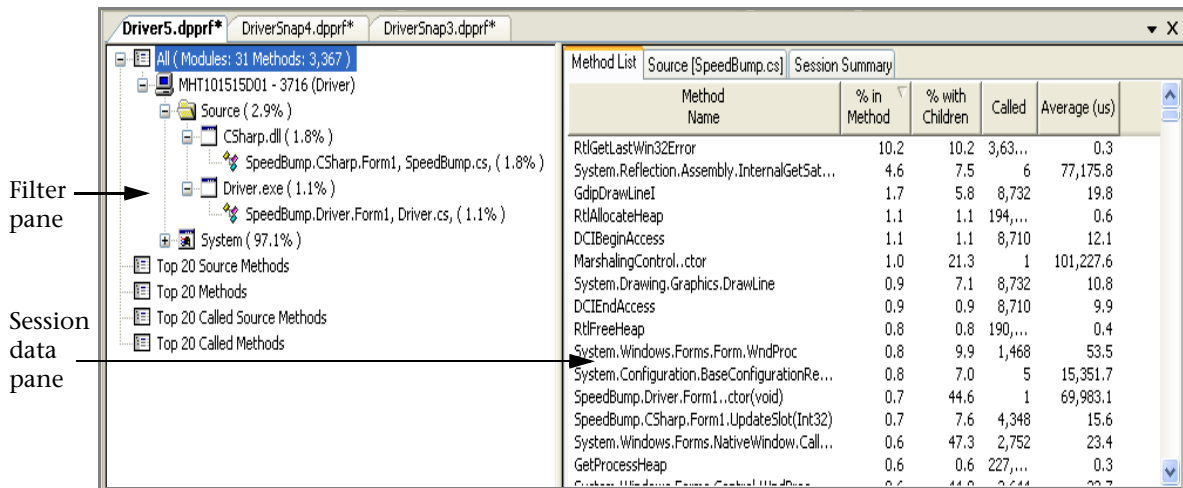 Driver5.dpprf* DriverSnap4.dpprf* DriverSnap3.dpprf*
X
All ( Modules: 31 Methods: 3,367 )
MHT101515D01 - 3716 (Driver)
Source ( 2.9% )
CSharp.dll ( 1.8% )
SpeedBump.CSharp.Form1, SpeedBump.cs, ( 1.8% )
Driver.exe ( 1.1% )
SpeedBump.Driver.Form1, Driver.cs, ( 1.1% )
System ( 97.1% )
Top 20 Source Methods
Top 20 Methods
Top 20 Called Source Methods
Top 20 Called Methods
Filter
pane
Session
data
pane
Method List Source [SpeedBump.cs] Session Summary
Method Name % in Method % with Children Called Average (us)
RtlGetLastWin32Error 10.2 10.2 3,63... 0.3
System.Reflection.Assembly.InternalGetSat... 4.6 7.5 6 77,175.8
GdipDrawLineI 1.7 5.8 8,732 19.8
RtlAllocateHeap 1.1 1.1 194,... 0.6
DCIBeginAccess 1.1 1.1 8,710 12.1
MarshalingControl..ctor 1.0 21.3 1 101,227.6
System.Drawing.Graphics.DrawLine 0.9 7.1 8,732 10.8
DCIEndAccess 0.9 0.9 8,710 9.9
RtlFreeHeap 0.8 0.8 190,... 0.4
System.Windows.Forms.Form.WndProc 0.8 9.9 1,468 53.5
System.Configuration.BaseConfigurationRe... 0.8 7.0 5 15,351.7
SpeedBump.Driver.Form1..ctor(void) 0.7 44.6 1 69,983.1
SpeedBump.CSharp.Form1.UpdateSlot(Int32) 0.7 7.6 4,348 15.6
System.Windows.Forms.NativeWindow.Call... 0.6 47.3 2,752 23.4
GetProcessHeap 0.6 0.6 227,... 0.3